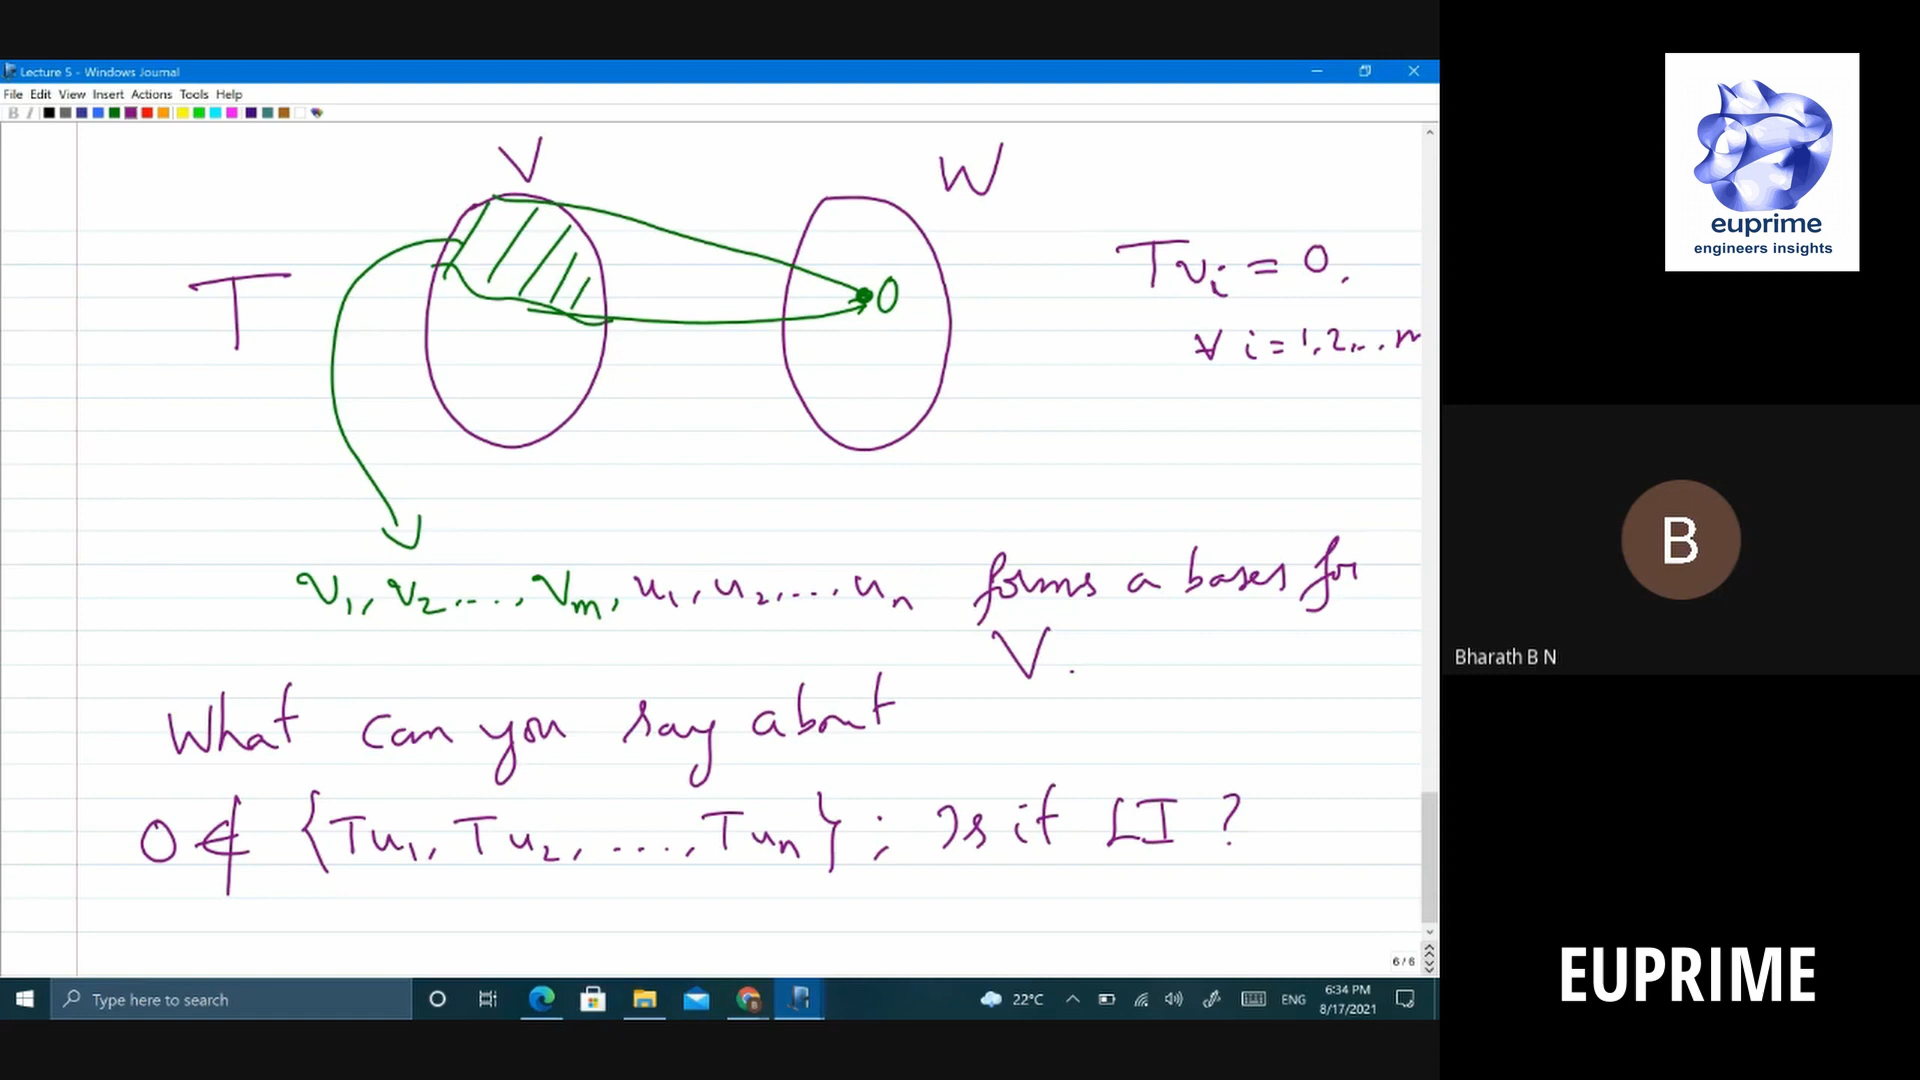 Lecture 5 - Windows Journal
File Edit View Insert Actions Tools Help
B I
V
W
T
0
Tvᵢ = 0.
∀ i = 1,2,..m
v₁, v₂ ..., vₘ, u₁, u₂, ... uₙ forms a bases for
V.
What can you say about
0 ∉ {Tu₁, Tu₂, ...., Tuₙ} ; Is it LI ?
6 / 6
Type here to search
22°C
ENG
6:34 PM
8/17/2021
euprime
engineers insights
B
Bharath B N
EUPRIME